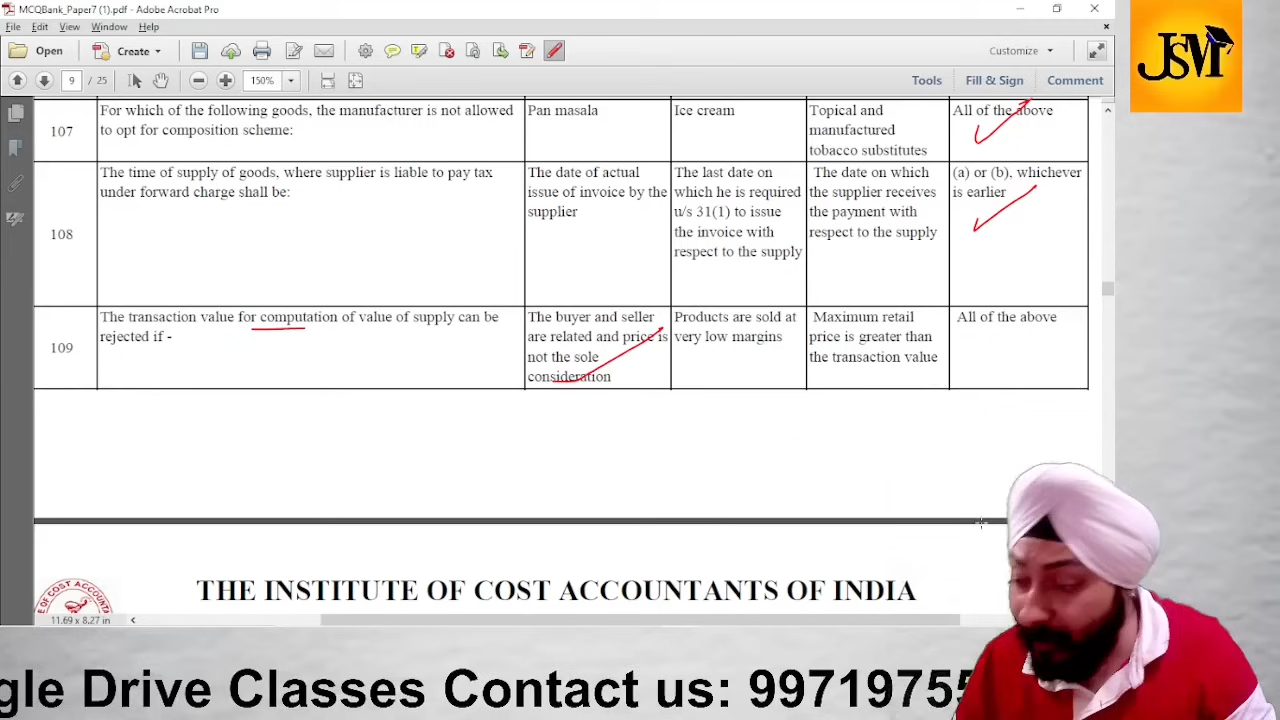 MCQBank_Paper7 (1).pdf - Adobe Acrobat Pro
File Edit View Window Help
Open Create Customize
9 / 25 150% Tools Fill & Sign Comment
JSM
107
For which of the following goods, the manufacturer is not allowed
to opt for composition scheme:
Pan masala
Ice cream
Topical and
manufactured
tobacco substitutes
All of the above
108
The time of supply of goods, where supplier is liable to pay tax
under forward charge shall be:
The date of actual
issue of invoice by the
supplier
The last date on
which he is required
u/s 31(1) to issue
the invoice with
respect to the supply
The date on which
the supplier receives
the payment with
respect to the supply
(a) or (b), whichever
is earlier
109
The transaction value for computation of value of supply can be
rejected if -
The buyer and seller
are related and price is
not the sole
consideration
Products are sold at
very low margins
Maximum retail
price is greater than
the transaction value
All of the above
THE INSTITUTE OF COST ACCOUNTANTS OF INDIA
11.69 x 8.27 in
gle Drive Classes Contact us: 9971975